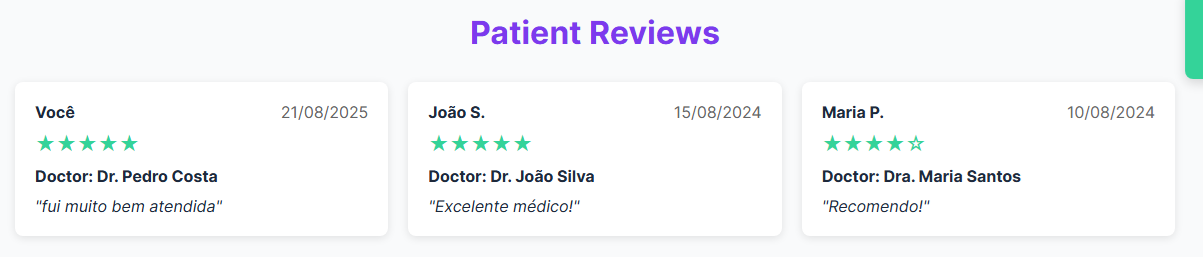 Patient Reviews
Você 21/08/2025
★★★★★
Doctor: Dr. Pedro Costa
"fui muito bem atendida"
João S. 15/08/2024
★★★★★
Doctor: Dr. João Silva
"Excelente médico!"
Maria P. 10/08/2024
★★★★☆
Doctor: Dra. Maria Santos
"Recomendo!"